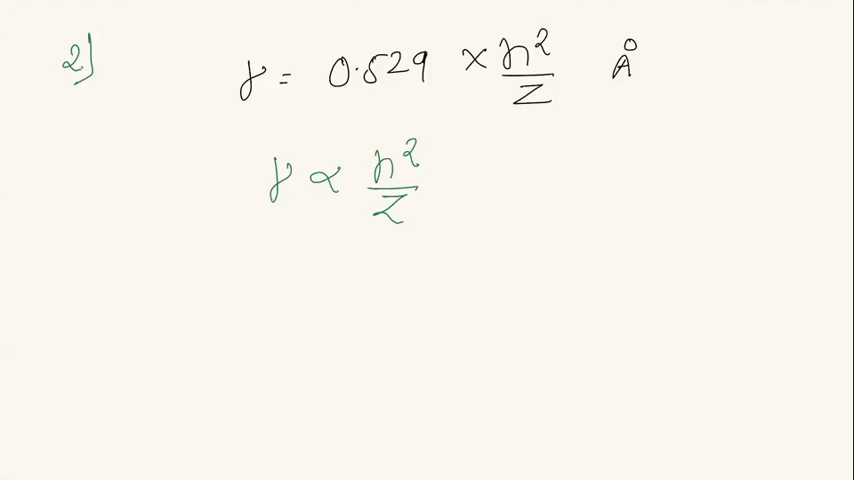 2) r = 0.529 × n²/Z Å
r ∝ n²/Z